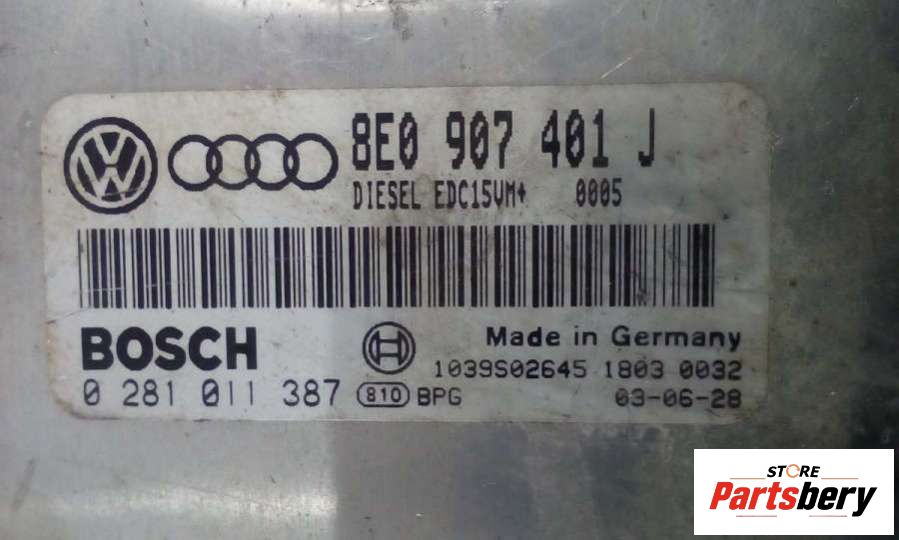 8E0 907 401 J
DIESEL EDC15VM+ 0005
BOSCH
Made in Germany
1039S02645 1803 0032
0 281 011 387 810 BPG 03-06-28
STORE
Partsbery